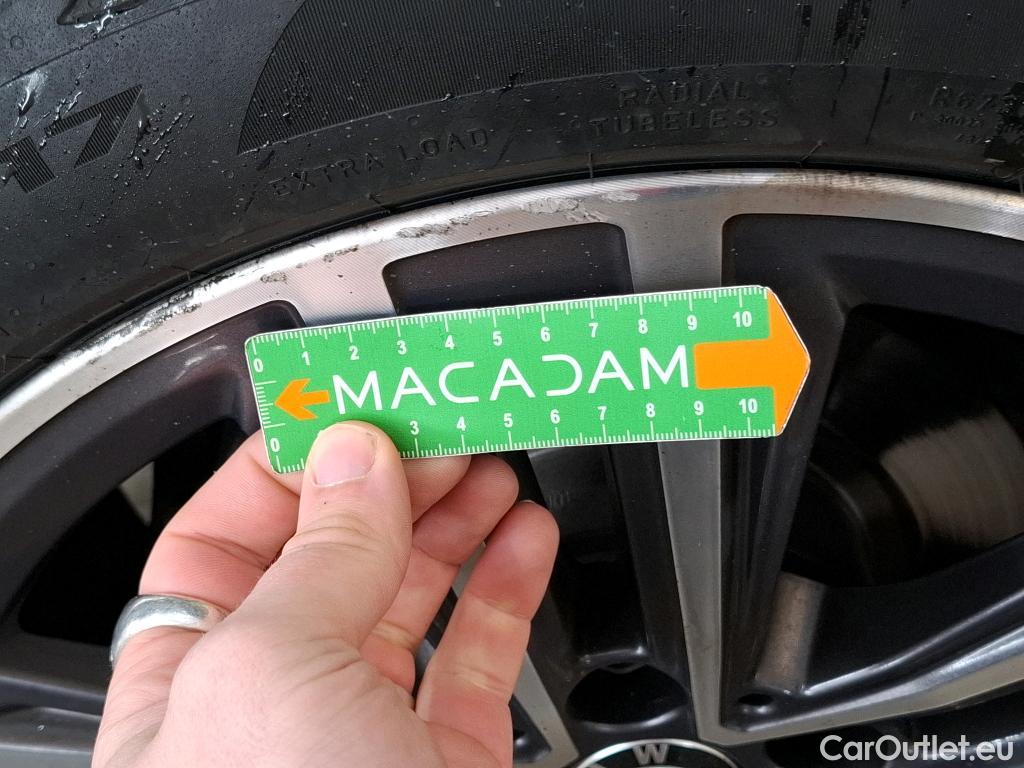 RADIAL
TUBELESS
EXTRA LOAD
0 1 2 3 4 5 6 7 8 9 10
MACADAM
0 3 4 5 6 7 8 9 10
W
CarOutlet.eu